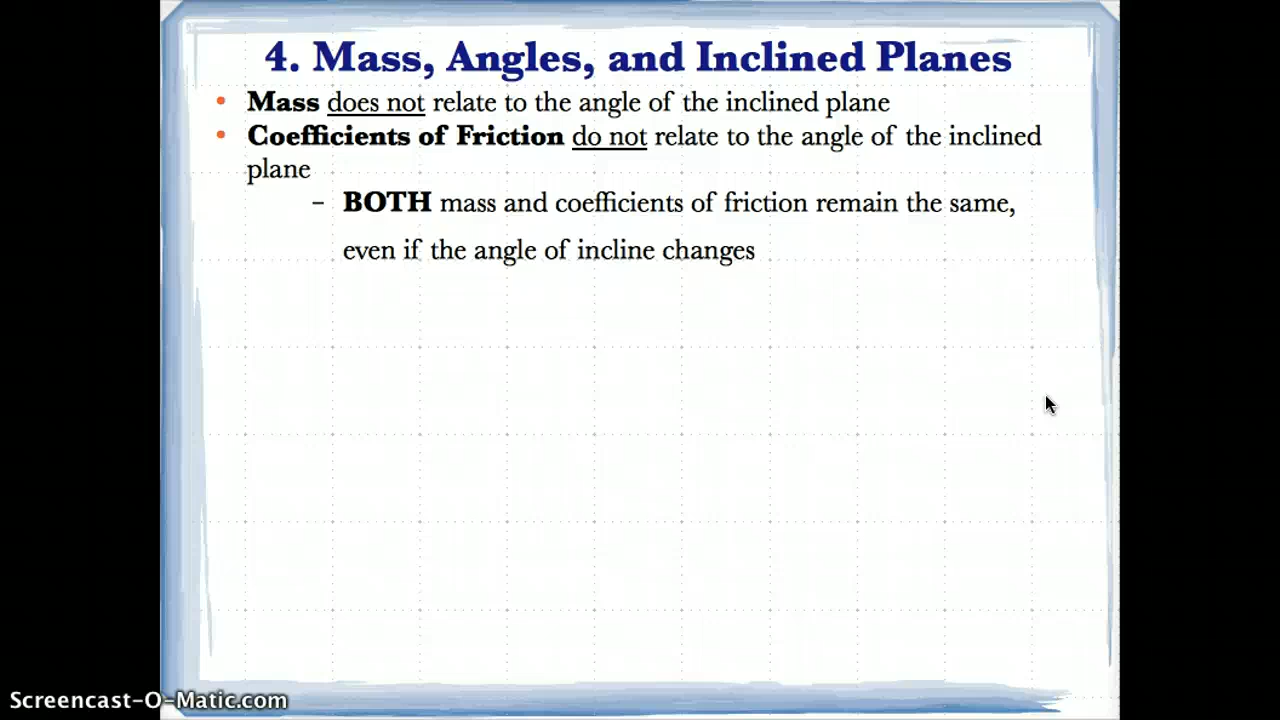 4. Mass, Angles, and Inclined Planes
• Mass does not relate to the angle of the inclined plane
• Coefficients of Friction do not relate to the angle of the inclined
plane
– BOTH mass and coefficients of friction remain the same,
even if the angle of incline changes
Screencast-O-Matic.com